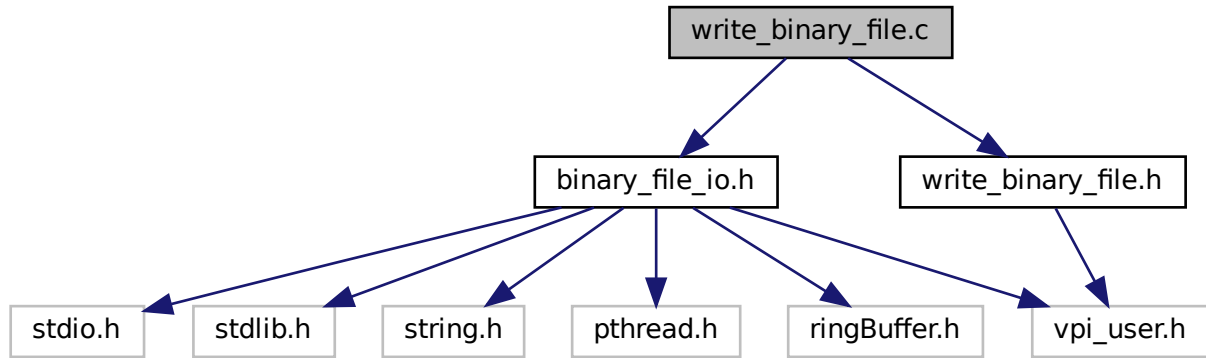 write_binary_file.c
binary_file_io.h
write_binary_file.h
stdio.h
stdlib.h
string.h
pthread.h
ringBuffer.h
vpi_user.h